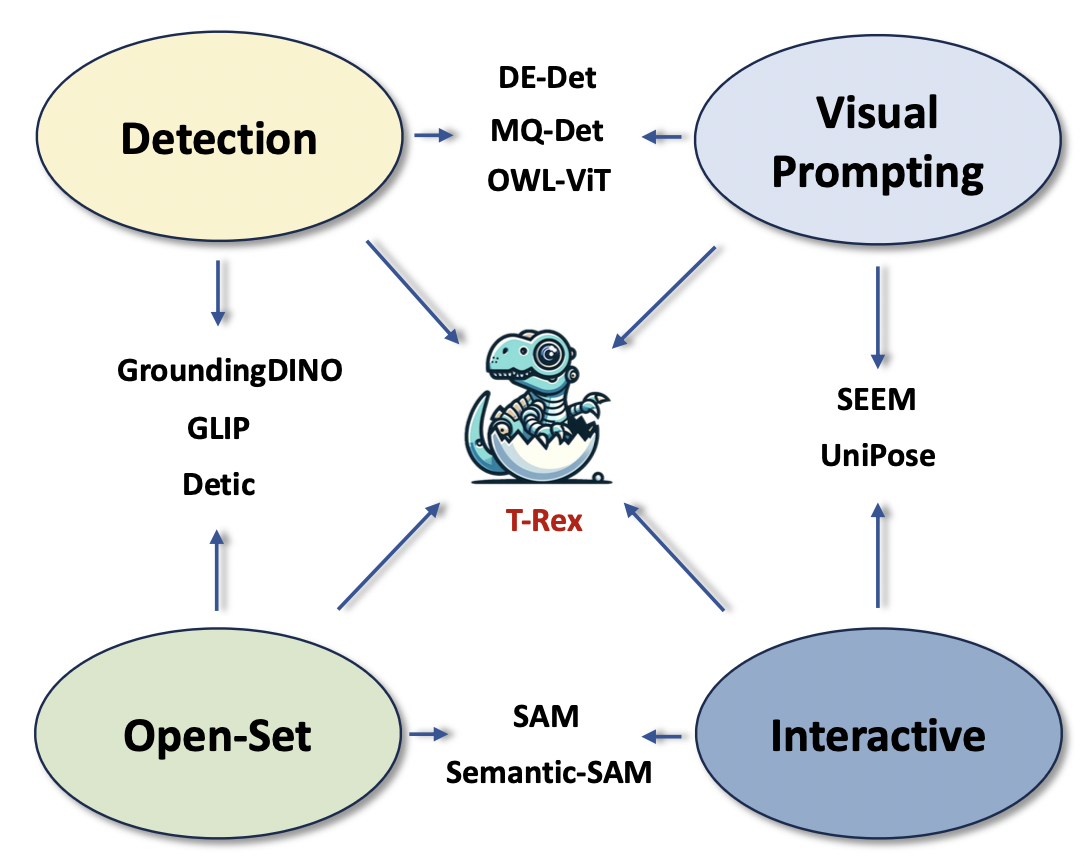 Detection
DE-Det
MQ-Det
OWL-ViT
Visual
Prompting
GroundingDINO
GLIP
Detic
T-Rex
SEEM
UniPose
Open-Set
SAM
Semantic-SAM
Interactive